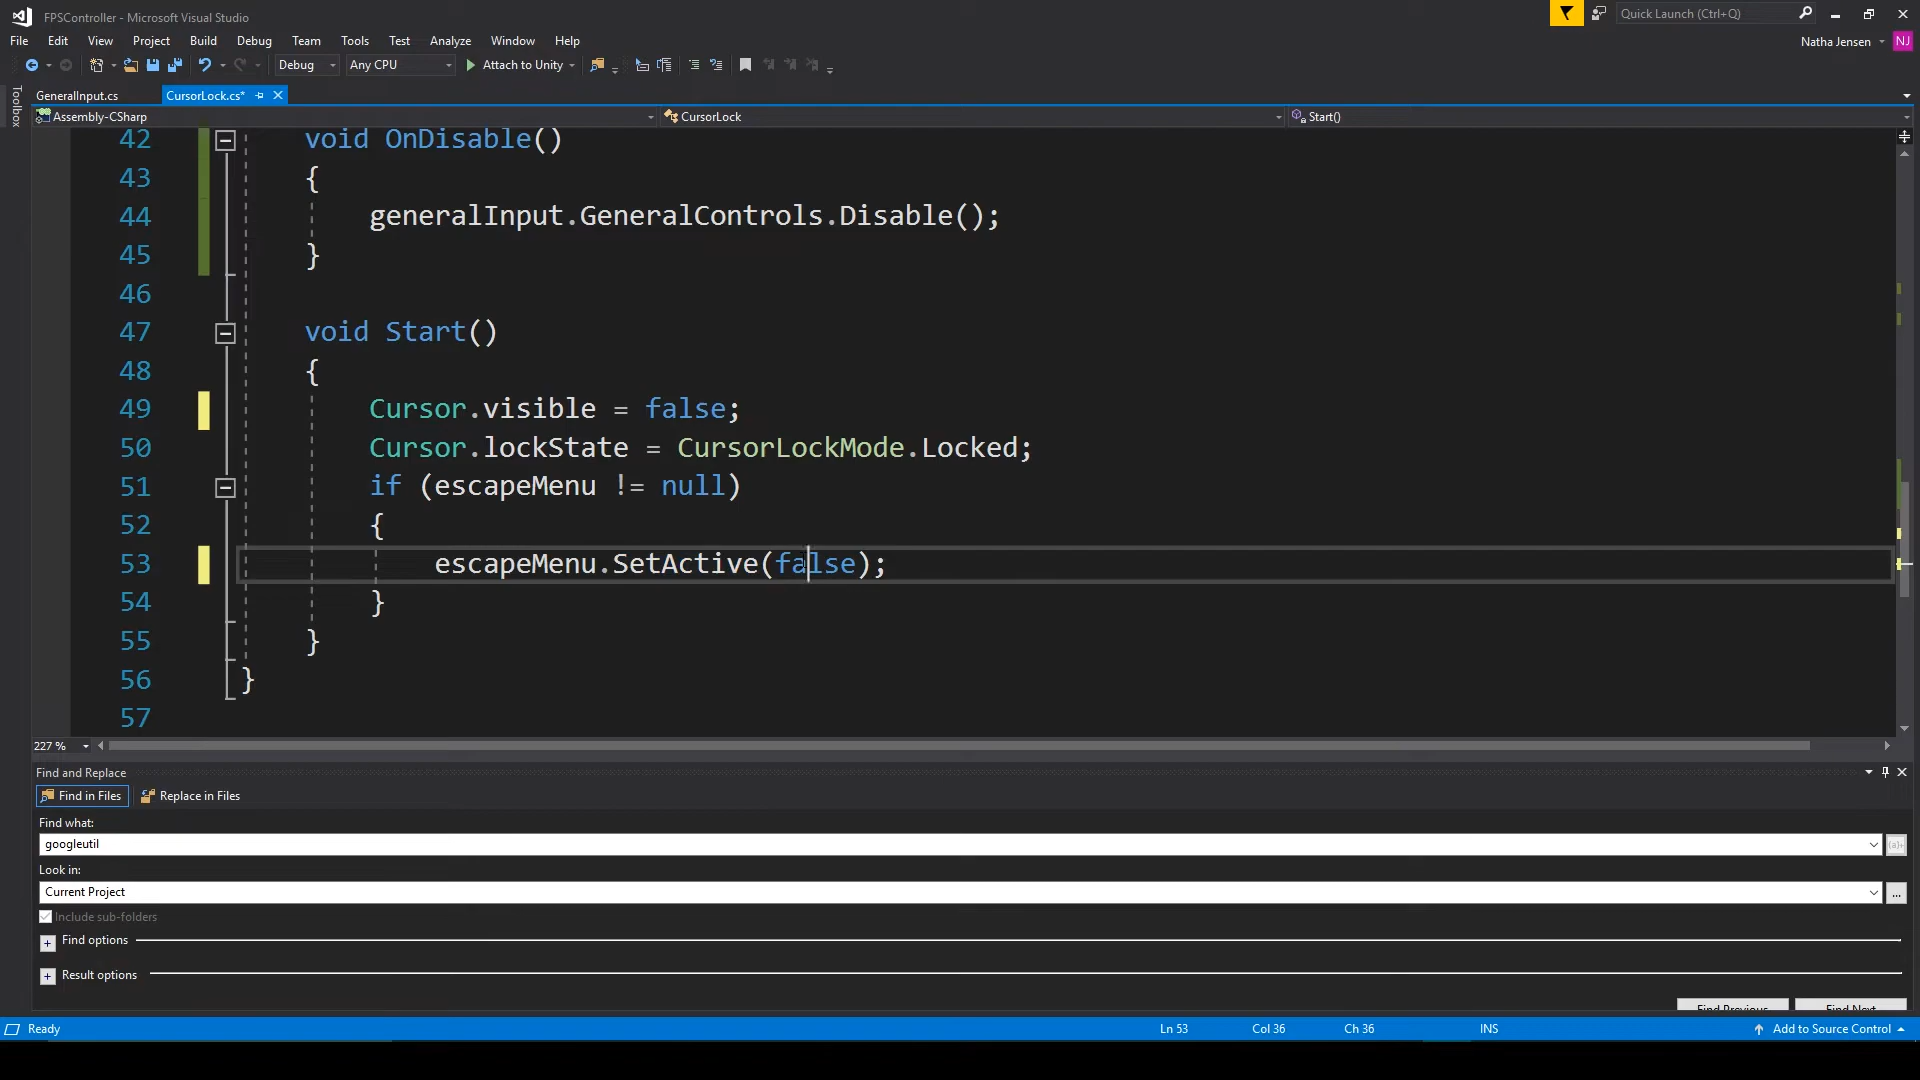 FPSController - Microsoft Visual Studio
Quick Launch (Ctrl+Q)
File Edit View Project Build Debug Team Tools Test Analyze Window Help
Natha Jensen NJ
Debug Any CPU Attach to Unity
Toolbox
GeneralInput.cs CursorLock.cs*
Assembly-CSharp CursorLock Start()
42 void OnDisable()
43 {
44 generalInput.GeneralControls.Disable();
45 }
46
47 void Start()
48 {
49 Cursor.visible = false;
50 Cursor.lockState = CursorLockMode.Locked;
51 if (escapeMenu != null)
52 {
53 escapeMenu.SetActive(false);
54 }
55 }
56 }
57
227 %
Find and Replace
Find in Files Replace in Files
Find what:
googleutil
Look in:
Current Project
...
Include sub-folders
Find options
Result options
Find Previous Find Next
Ready Ln 53 Col 36 Ch 36 INS Add to Source Control